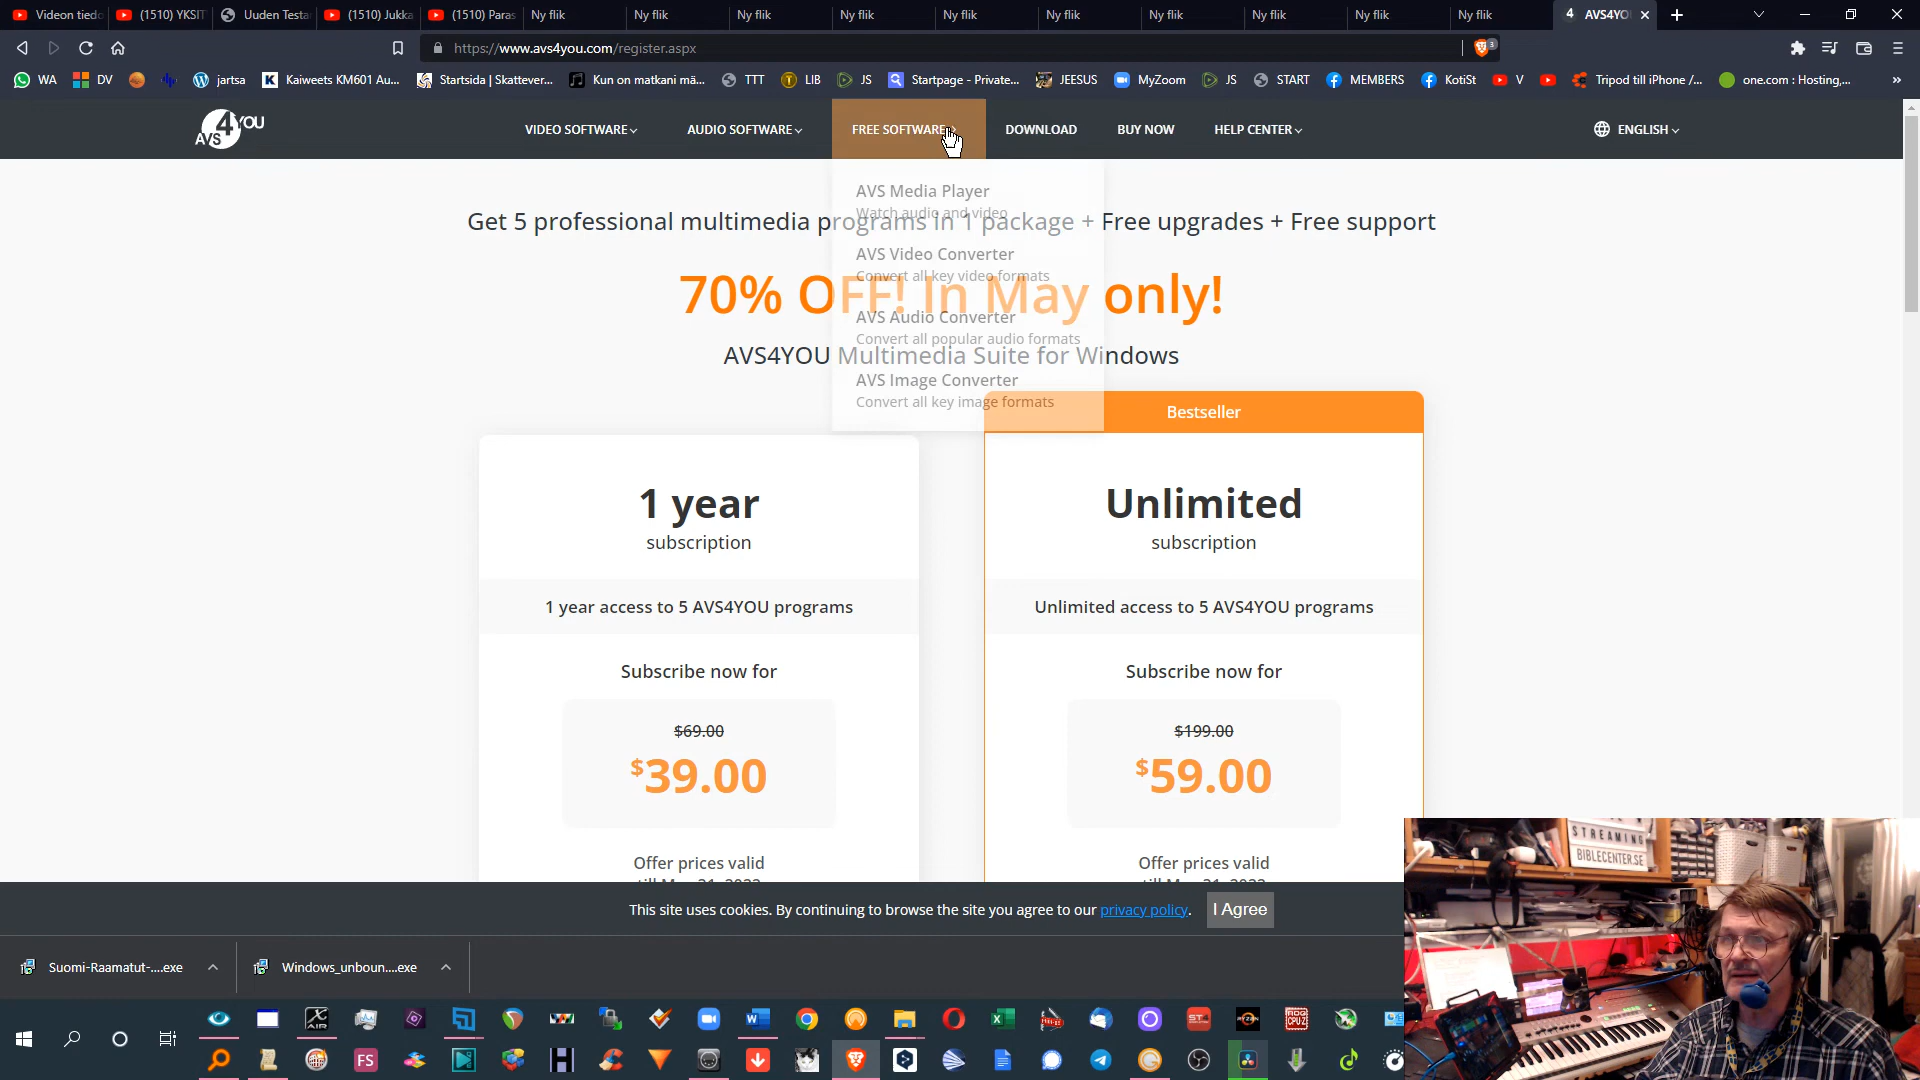 Videon tied
(1510) YKSIT
Uuden Testa
(1510) Jukka
(1510) Paras
Ny flik
Ny flik
Ny flik
Ny flik
Ny flik
Ny flik
Ny flik
Ny flik
Ny flik
Ny flik
4 AVS4YO
https://www.avs4you.com/register.aspx
3
WA
DV
jartsa
Kaiweets KM601 Au...
Startsida | Skattever...
Kun on matkani mä...
TTT
LIB
JS
Startpage - Private...
JEESUS
MyZoom
JS
START
MEMBERS
KotiSt
V
Tripod till iPhone /...
one.com : Hosting,...
AVS 4 YOU
VIDEO SOFTWARE
AUDIO SOFTWARE
FREE SOFTWARE
DOWNLOAD
BUY NOW
HELP CENTER
ENGLISH
AVS Media Player
Watch audio and video
Get 5 professional multimedia programs in 1 package + Free upgrades + Free support
AVS Video Converter
Convert all key video formats
70% OFF! In May only!
AVS Audio Converter
Convert all popular audio formats
AVS4YOU Multimedia Suite for Windows
AVS Image Converter
Convert all key image formats
Bestseller
1 year
subscription
1 year access to 5 AVS4YOU programs
Subscribe now for
$69.00
$39.00
Offer prices valid
Unlimited
subscription
Unlimited access to 5 AVS4YOU programs
Subscribe now for
$199.00
$59.00
Offer prices valid
This site uses cookies. By continuing to browse the site you agree to our privacy policy.
I Agree
Suomi-Raamatut-....exe
Windows_unboun....exe
STREAMING
BIBLECENTER.SE